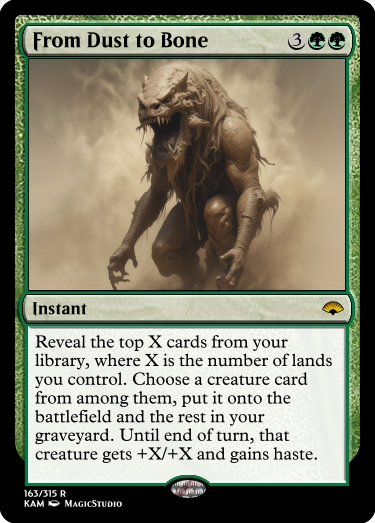 From Dust to Bone 3
Instant
Reveal the top X cards from your
library, where X is the number of lands
you control. Choose a creature card
from among them, put it onto the
battlefield and the rest in your
graveyard. Until end of turn, that
creature gets +X/+X and gains haste.
163/315 R
KAM MagicStudio